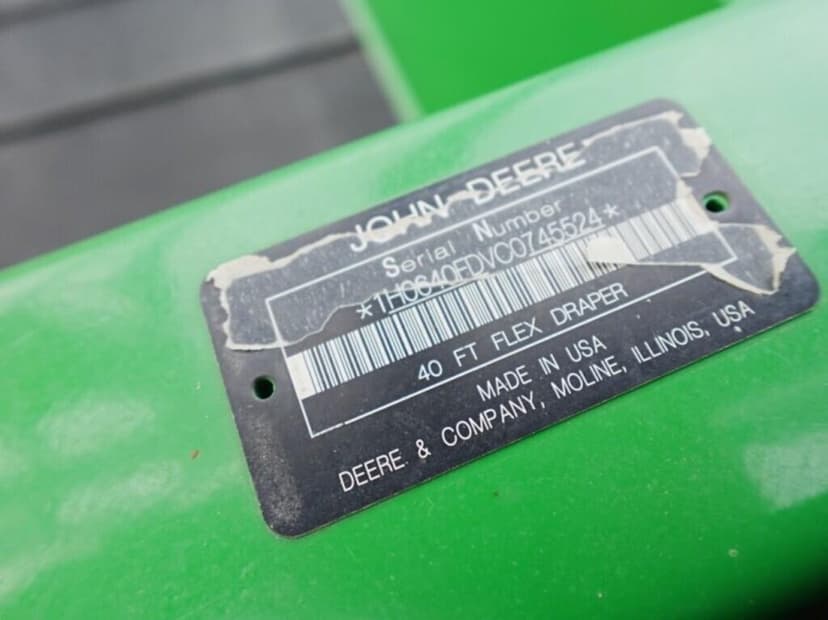 JOHN DEERE
Serial Number
*1H0640FDVC0745524*
40 FT FLEX DRAPER
MADE IN USA
DEERE & COMPANY, MOLINE, ILLINOIS, USA